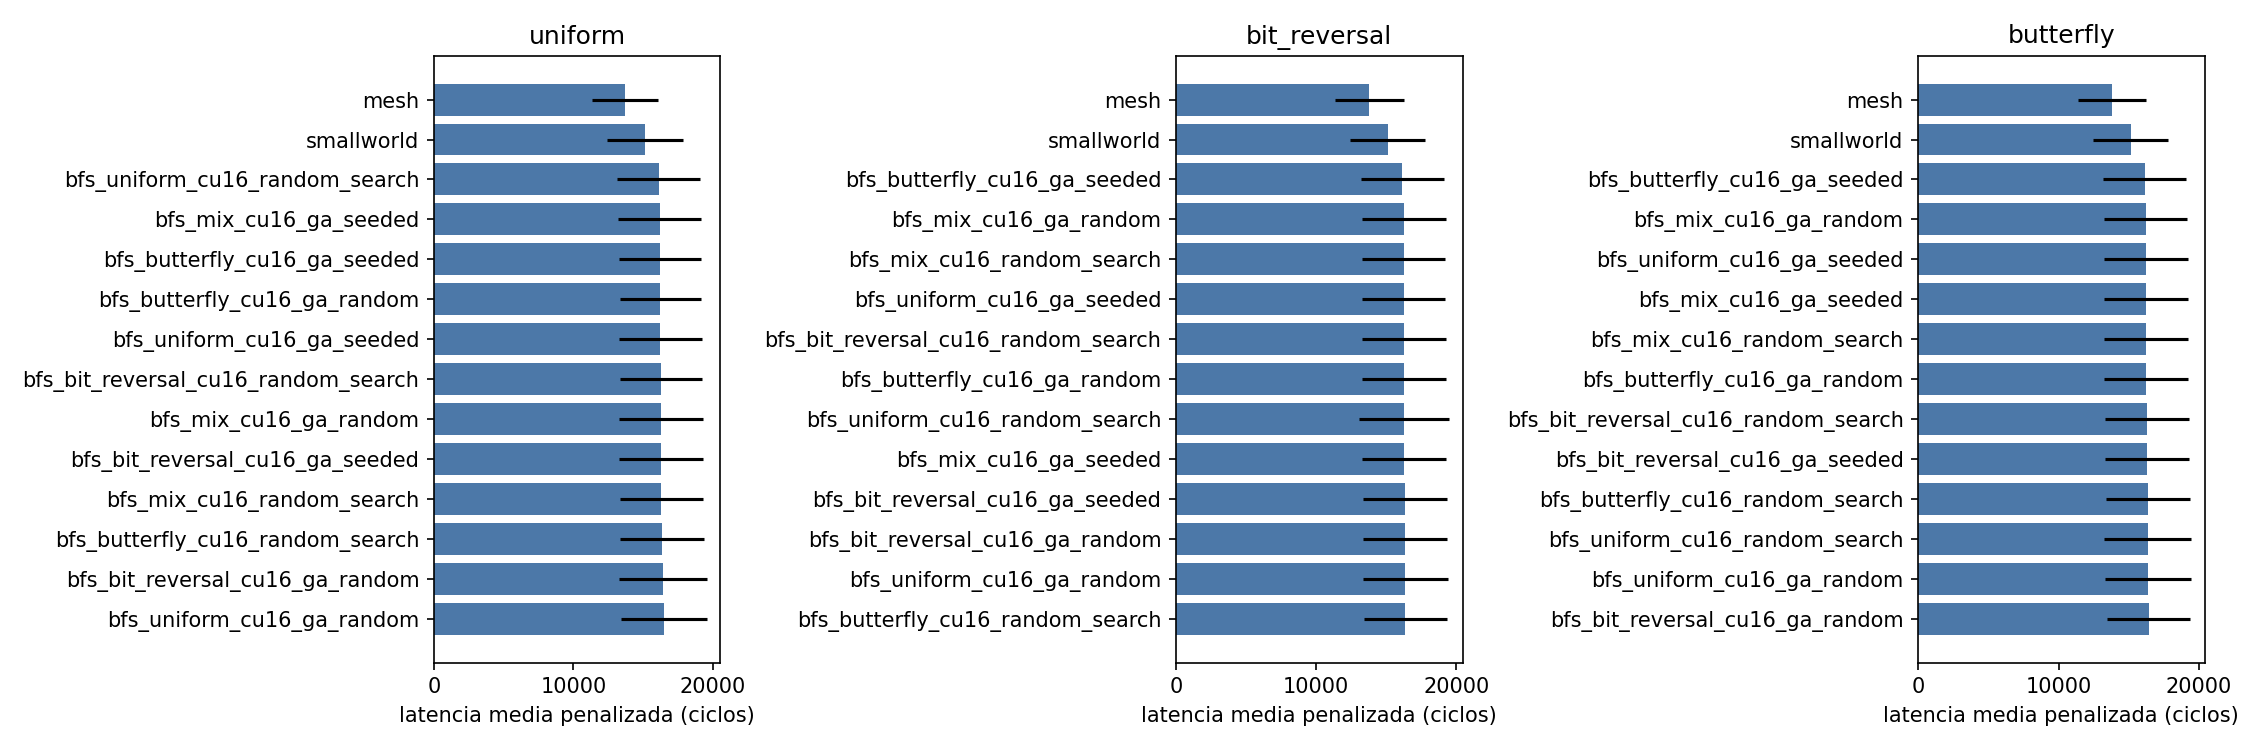 uniform
mesh
smallworld
bfs_uniform_cu16_random_search
bfs_mix_cu16_ga_seeded
bfs_butterfly_cu16_ga_seeded
bfs_butterfly_cu16_ga_random
bfs_uniform_cu16_ga_seeded
bfs_bit_reversal_cu16_random_search
bfs_mix_cu16_ga_random
bfs_bit_reversal_cu16_ga_seeded
bfs_mix_cu16_random_search
bfs_butterfly_cu16_random_search
bfs_bit_reversal_cu16_ga_random
bfs_uniform_cu16_ga_random
0 10000 20000
latencia media penalizada (ciclos)
bit_reversal
mesh
smallworld
bfs_butterfly_cu16_ga_seeded
bfs_mix_cu16_ga_random
bfs_mix_cu16_random_search
bfs_uniform_cu16_ga_seeded
bfs_bit_reversal_cu16_random_search
bfs_butterfly_cu16_ga_random
bfs_uniform_cu16_random_search
bfs_mix_cu16_ga_seeded
bfs_bit_reversal_cu16_ga_seeded
bfs_bit_reversal_cu16_ga_random
bfs_uniform_cu16_ga_random
bfs_butterfly_cu16_random_search
0 10000 20000
latencia media penalizada (ciclos)
butterfly
mesh
smallworld
bfs_butterfly_cu16_ga_seeded
bfs_mix_cu16_ga_random
bfs_uniform_cu16_ga_seeded
bfs_mix_cu16_ga_seeded
bfs_mix_cu16_random_search
bfs_butterfly_cu16_ga_random
bfs_bit_reversal_cu16_random_search
bfs_bit_reversal_cu16_ga_seeded
bfs_butterfly_cu16_random_search
bfs_uniform_cu16_random_search
bfs_uniform_cu16_ga_random
bfs_bit_reversal_cu16_ga_random
0 10000 20000
latencia media penalizada (ciclos)